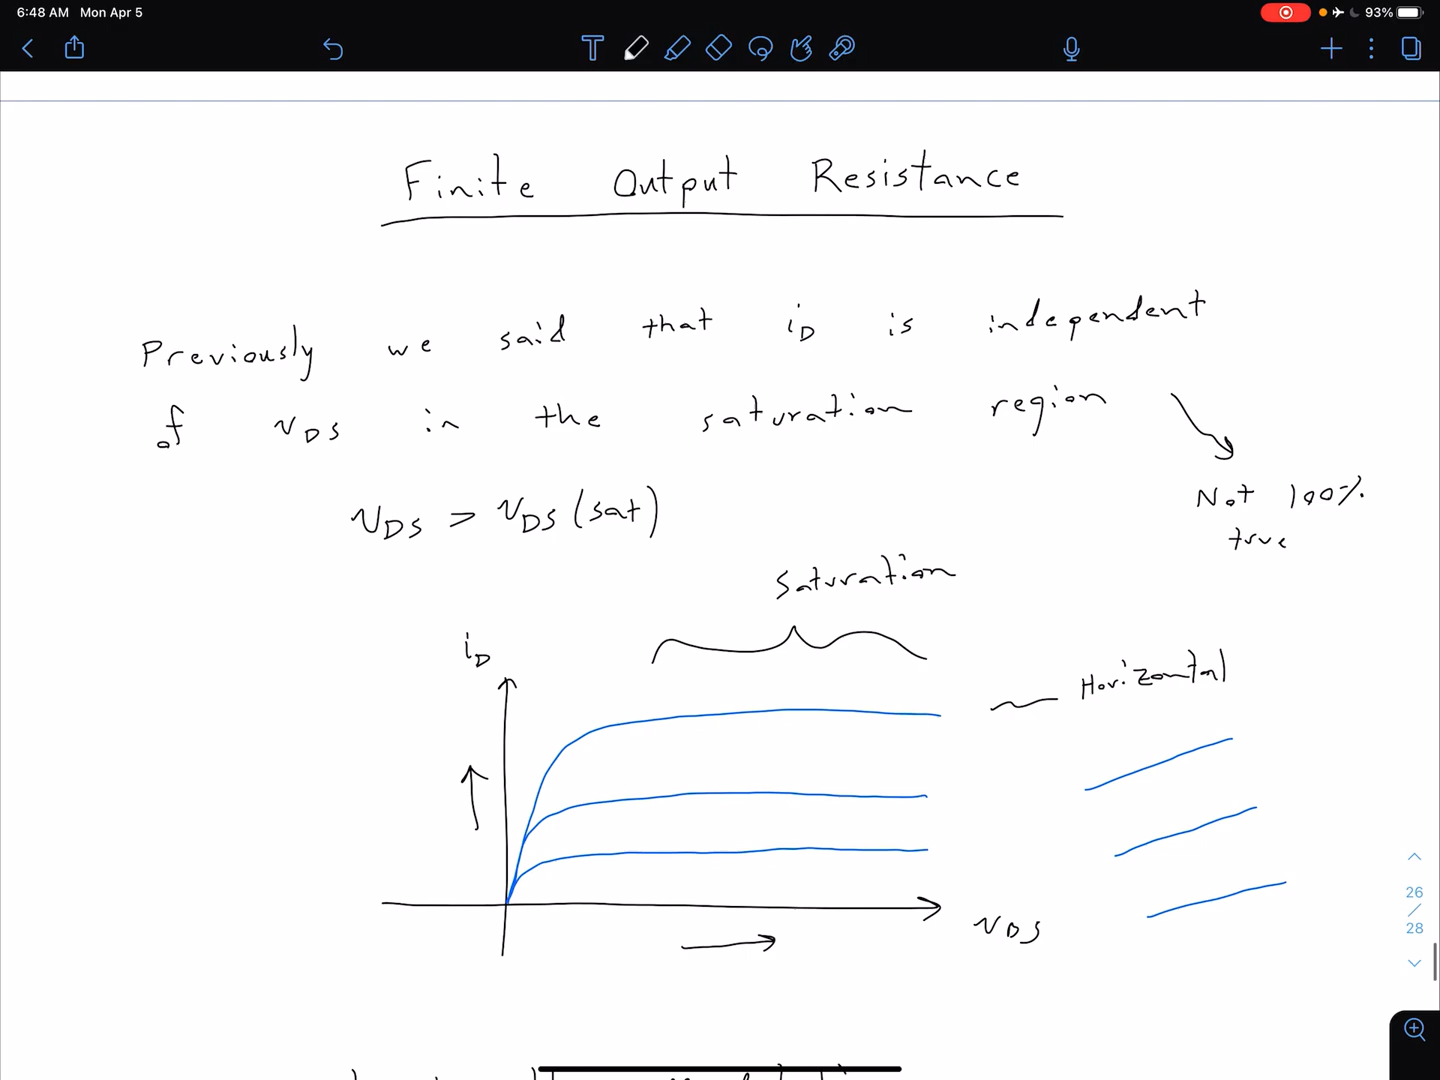 6:48 AM Mon Apr 5
93%
Finite Output Resistance
Previously we said that iD is independent
of vDS in the saturation region
Not 100%
true
vDS > vDS (sat)
saturation
iD
Horizontal
vDS
26
/
28